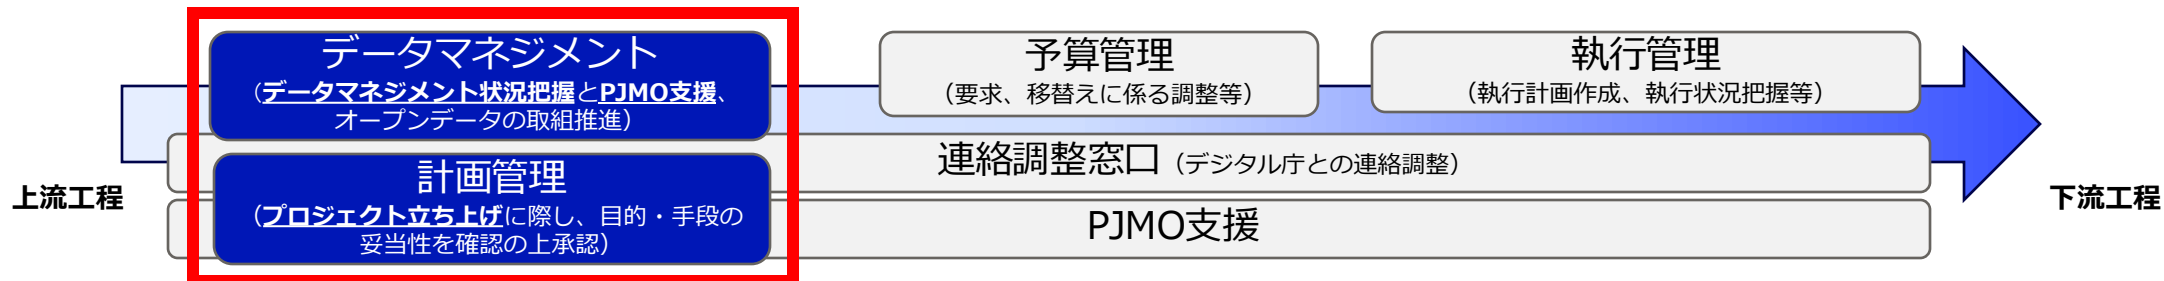 データマネジメント
（データマネジメント状況把握とPJMO支援、
オープンデータの取組推進）
予算管理
（要求、移替えに係る調整等）
執行管理
（執行計画作成、執行状況把握等）
連絡調整窓口（デジタル庁との連絡調整）
計画管理
（プロジェクト立ち上げに際し、目的・手段の
妥当性を確認の上承認）
PJMO支援
上流工程
下流工程